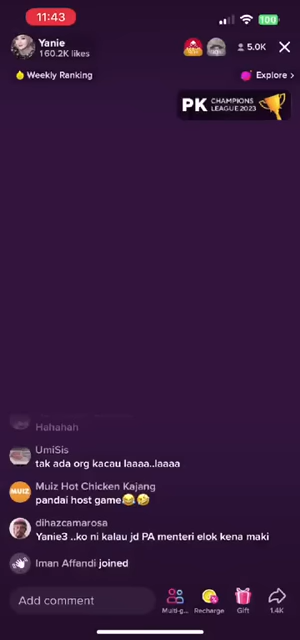 11:43
100
Yanie
160.2K likes
5.0K
Weekly Ranking
Explore >
PK CHAMPIONS
LEAGUE 2023
Hahahah
UmiSis
tak ada org kacau laaaa..laaaa
MUIZ
Muiz Hot Chicken Kajang
pandai host game😂🤣
dihazcamarosa
Yanie3 ..ko ni kalau jd PA menteri elok kena maki
Iman Affandi joined
Add comment
Multi-g...
Recharge
Gift
1.4K